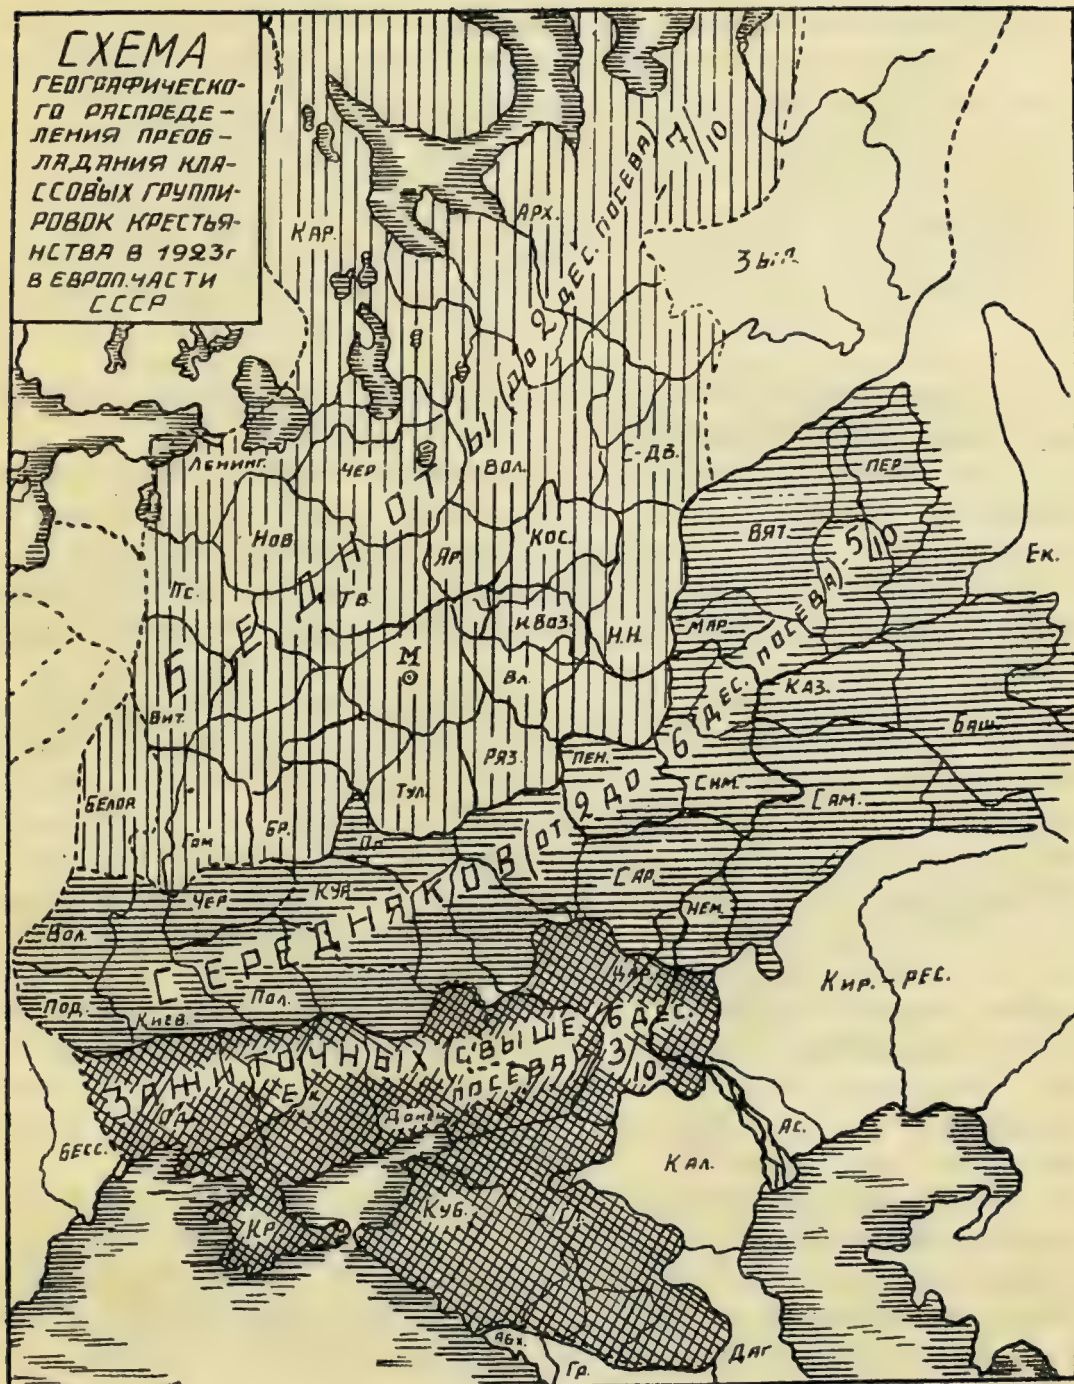 СХЕМА
ГЕОГРАФИЧЕСКО-
ГО РАСПРЕДЕ-
ЛЕНИЯ ПРЕОБ-
ЛАДАНИЯ КЛА-
ССОВЫХ ГРУППИ-
РОВОК КРЕСТЬЯ-
НСТВА В 1923г
В ЕВРОП.ЧАСТИ
СССР
БЕДНОТЫ (ДО 2 ДЕС. ПОСЕВА) - 7/10
СЕРЕДНЯКОВ (ОТ 2 ДО 6 ДЕС. ПОСЕВА) - 5/10
ЗАЖИТОЧНЫХ (СВЫШЕ 6 ДЕС.
ПОСЕВА) 3/10
КАР.
АРХ.
ЗЫР.
ЛЕНИНГ.
ЧЕР
ВОЛ.
С-ДВ.
ПЕР
НОВ
ЯР
КОС.
ВЯТ.
ЕК.
ПС.
ТВ.
И.ВОЗ.
Н.Н.
МАР.
М
ВЛ.
КАЗ.
ВИТ.
БАШ.
РЯЗ.
ПЕН.
СИМ.
САМ.
БЕЛОР
ТУЛ.
ГОМ
БР.
ОР
САР.
ЧЕР
КУР.
НЕМ.
ВОЛ.
ЦАР.
КИР.-РЕС.
ПОД.
КИЕВ.
ПОЛ.
ОД.
ЕК
ДОНЕЦ
БЕСС.
АС.
КАЛ.
КР
КУБ.
АБХ.
ГР.
ДАГ